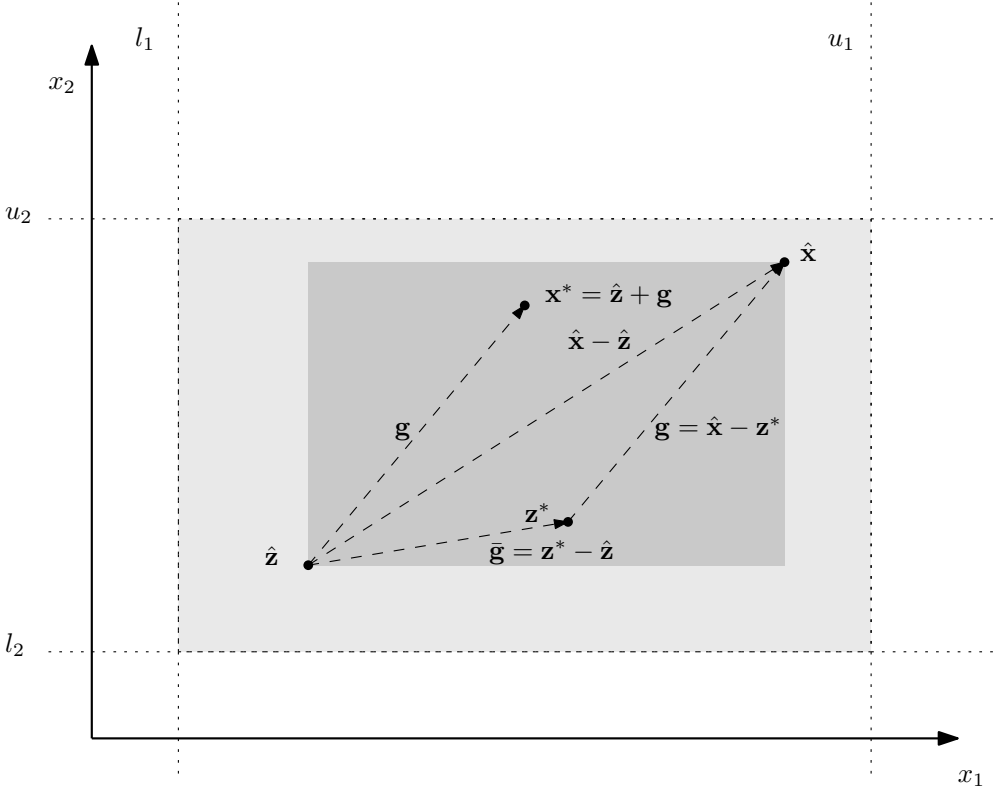 l₁
u₁
x₂
u₂
x̂
x* = ẑ + g
x̂ − ẑ
g
g = x̂ − z*
z*
ḡ = z* − ẑ
ẑ
l₂
x₁